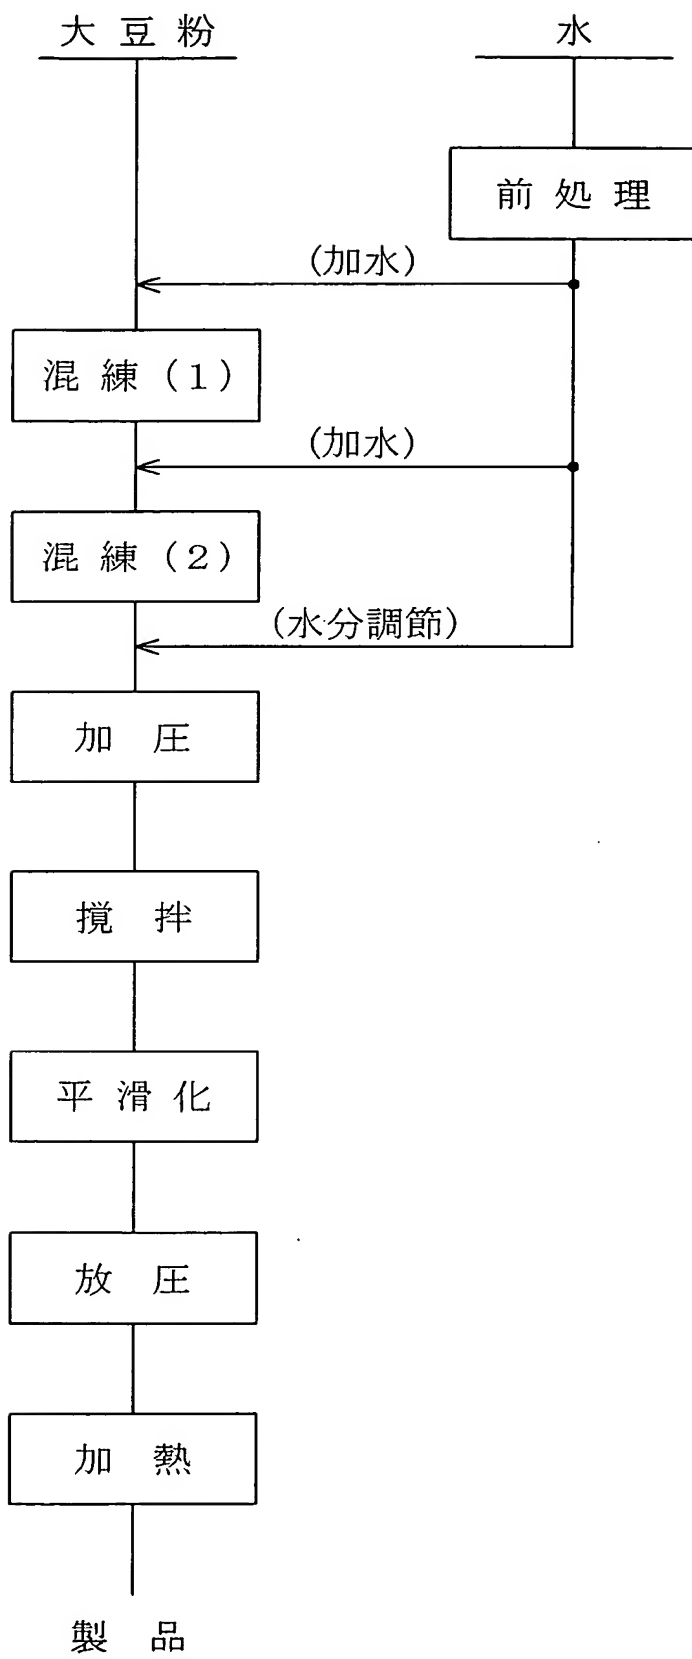 大豆粉
水
前処理
(加水)
混練(1)
(加水)
混練(2)
(水分調節)
加圧
撹拌
平滑化
放圧
加熱
製品